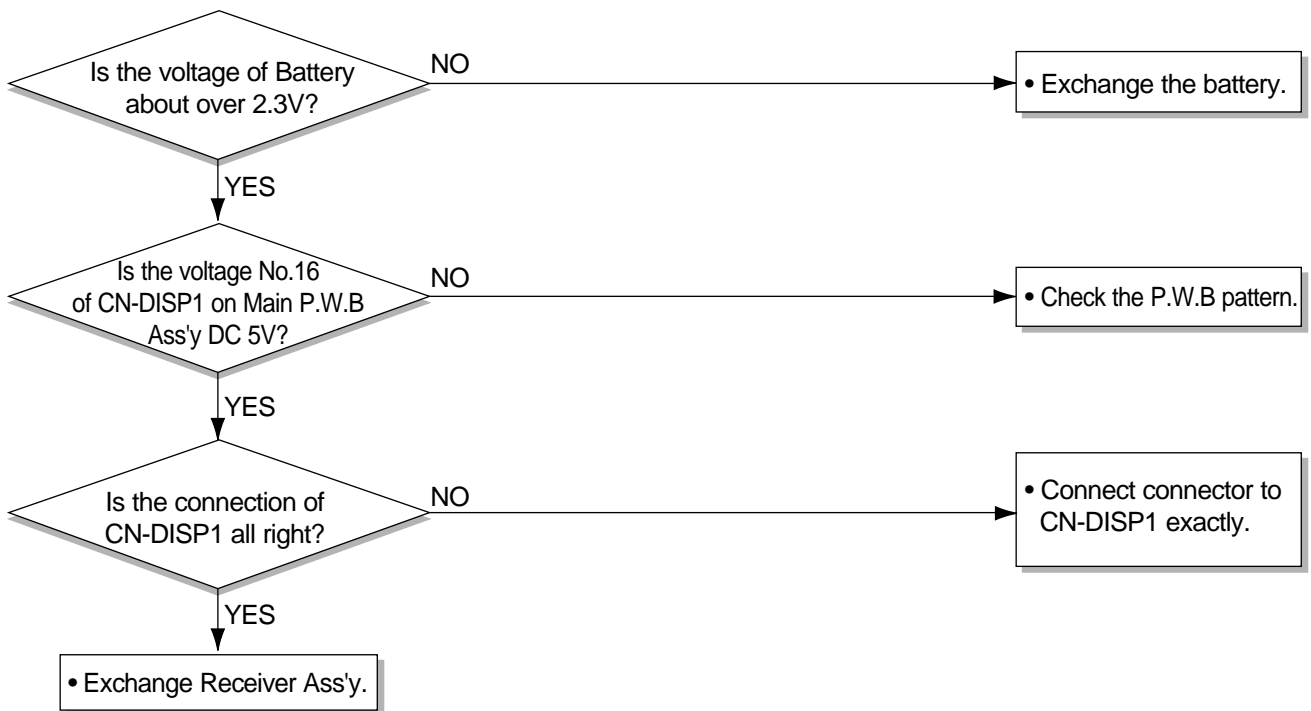 Is the voltage of Battery
about over 2.3V?
NO
• Exchange the battery.
YES
Is the voltage No.16
of CN-DISP1 on Main P.W.B
Ass'y DC 5V?
NO
• Check the P.W.B pattern.
YES
Is the connection of
CN-DISP1 all right?
NO
• Connect connector to
CN-DISP1 exactly.
YES
• Exchange Receiver Ass'y.